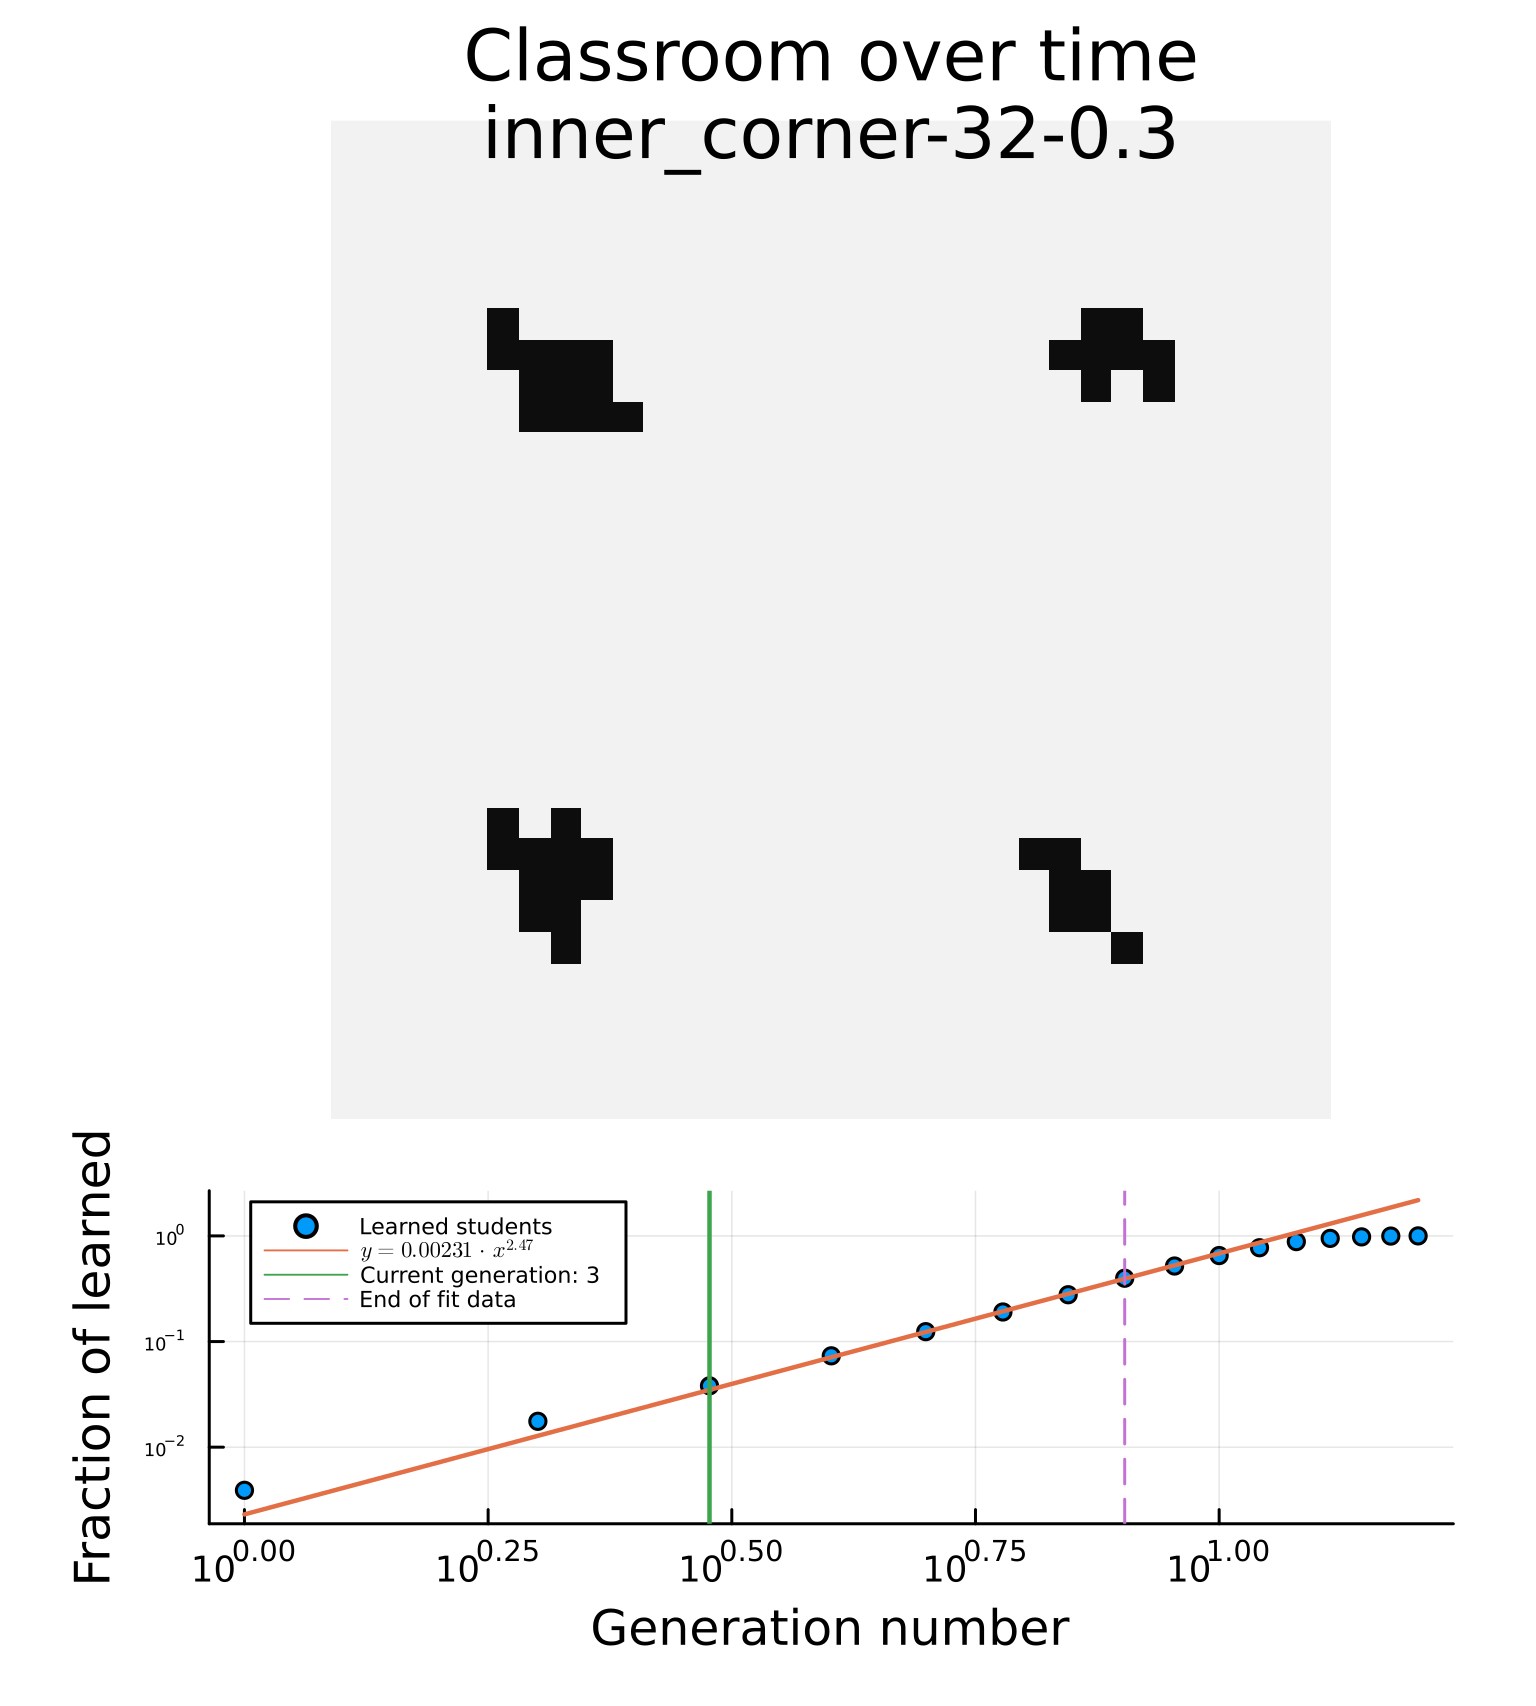 Classroom over time
inner_corner-32-0.3
Fraction of learned
10^0
10^−1
10^−2
Learned students
y = 0.00231 · x^2.47
Current generation: 3
End of fit data
10^0.00 10^0.25 10^0.50 10^0.75 10^1.00
Generation number